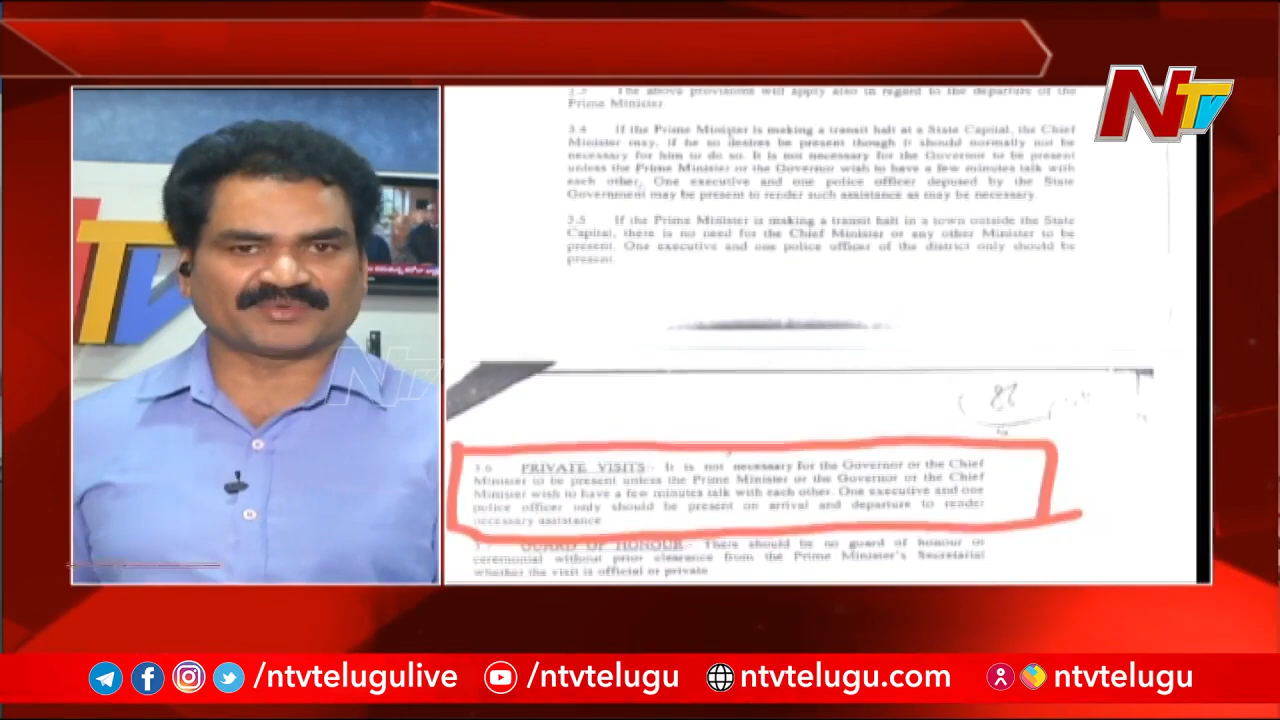 NTV
3.3 The above provisions will apply also in regard to the departure of the
Prime Minister
3.4 If the Prime Minister is making a transit halt at a State Capital, the Chief
Minister may, if he so desires be present though it should normally not be
necessary for him to do so. It is not necessary for the Governor to be present
unless the Prime Minister or the Governor wish to have a few minutes talk with
each other. One executive and one police officer deputed by the State
Government may be present to render such assistance as may be necessary.
3.5 If the Prime Minister is making a transit halt in a town outside the State
Capital, there is no need for the Chief Minister or any other Minister to be
present. One executive and one police officer of the district only should be
present.
TV
NTV
3.6 PRIVATE VISITS:- It is not necessary for the Governor or the Chief
Minister to be present unless the Prime Minister or the Governor or the Chief
Minister wish to have a few minutes talk with each other. One executive and one
police officer only should be present on arrival and departure to render
necessary assistance
GUARD OF HONOUR:- There should be no guard of honour or
ceremonial without prior clearance from the Prime Minister's Secretariat
whether the visit is official or private
/ntvtelugulive /ntvtelugu ntvtelugu.com ntvtelugu